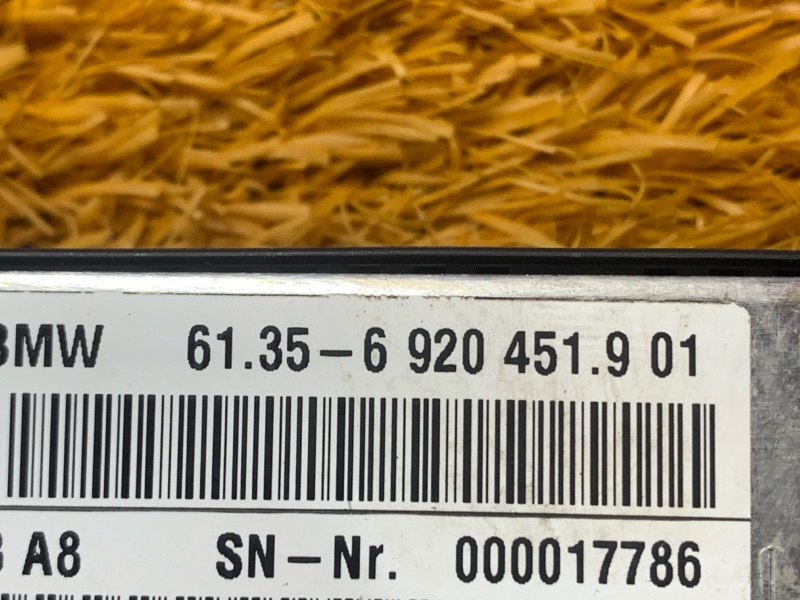 BMW 61.35-6 920 451.9 01
A8 SN-Nr. 000017786